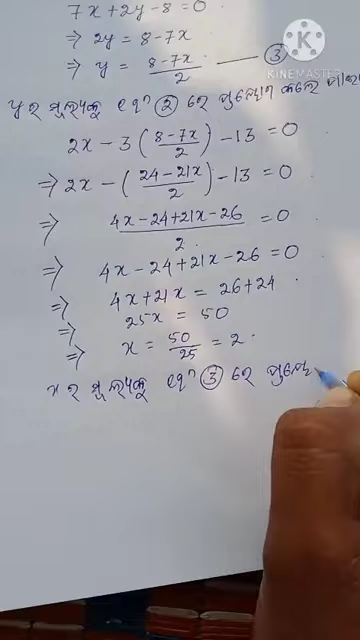 7x + 2y - 8 = 0
⇒ 2y = 8 - 7x
⇒ y = 8 - 7x / 2 — ③
KINEMASTER
y ର ମୂଲ୍ୟକୁ eqⁿ ② ରେ ପ୍ରୟୋଗ କଲେ
2x - 3 ( 8 - 7x / 2 ) - 13 = 0
⇒ 2x - ( 24 - 21x / 2 ) - 13 = 0
⇒ 4x - 24 + 21x - 26 / 2 = 0
⇒ 4x - 24 + 21x - 26 = 0
⇒ 4x + 21x = 26 + 24
⇒ 25x = 50
⇒ x = 50 / 25 = 2
x ର ମୂଲ୍ୟକୁ eqⁿ ③ ରେ